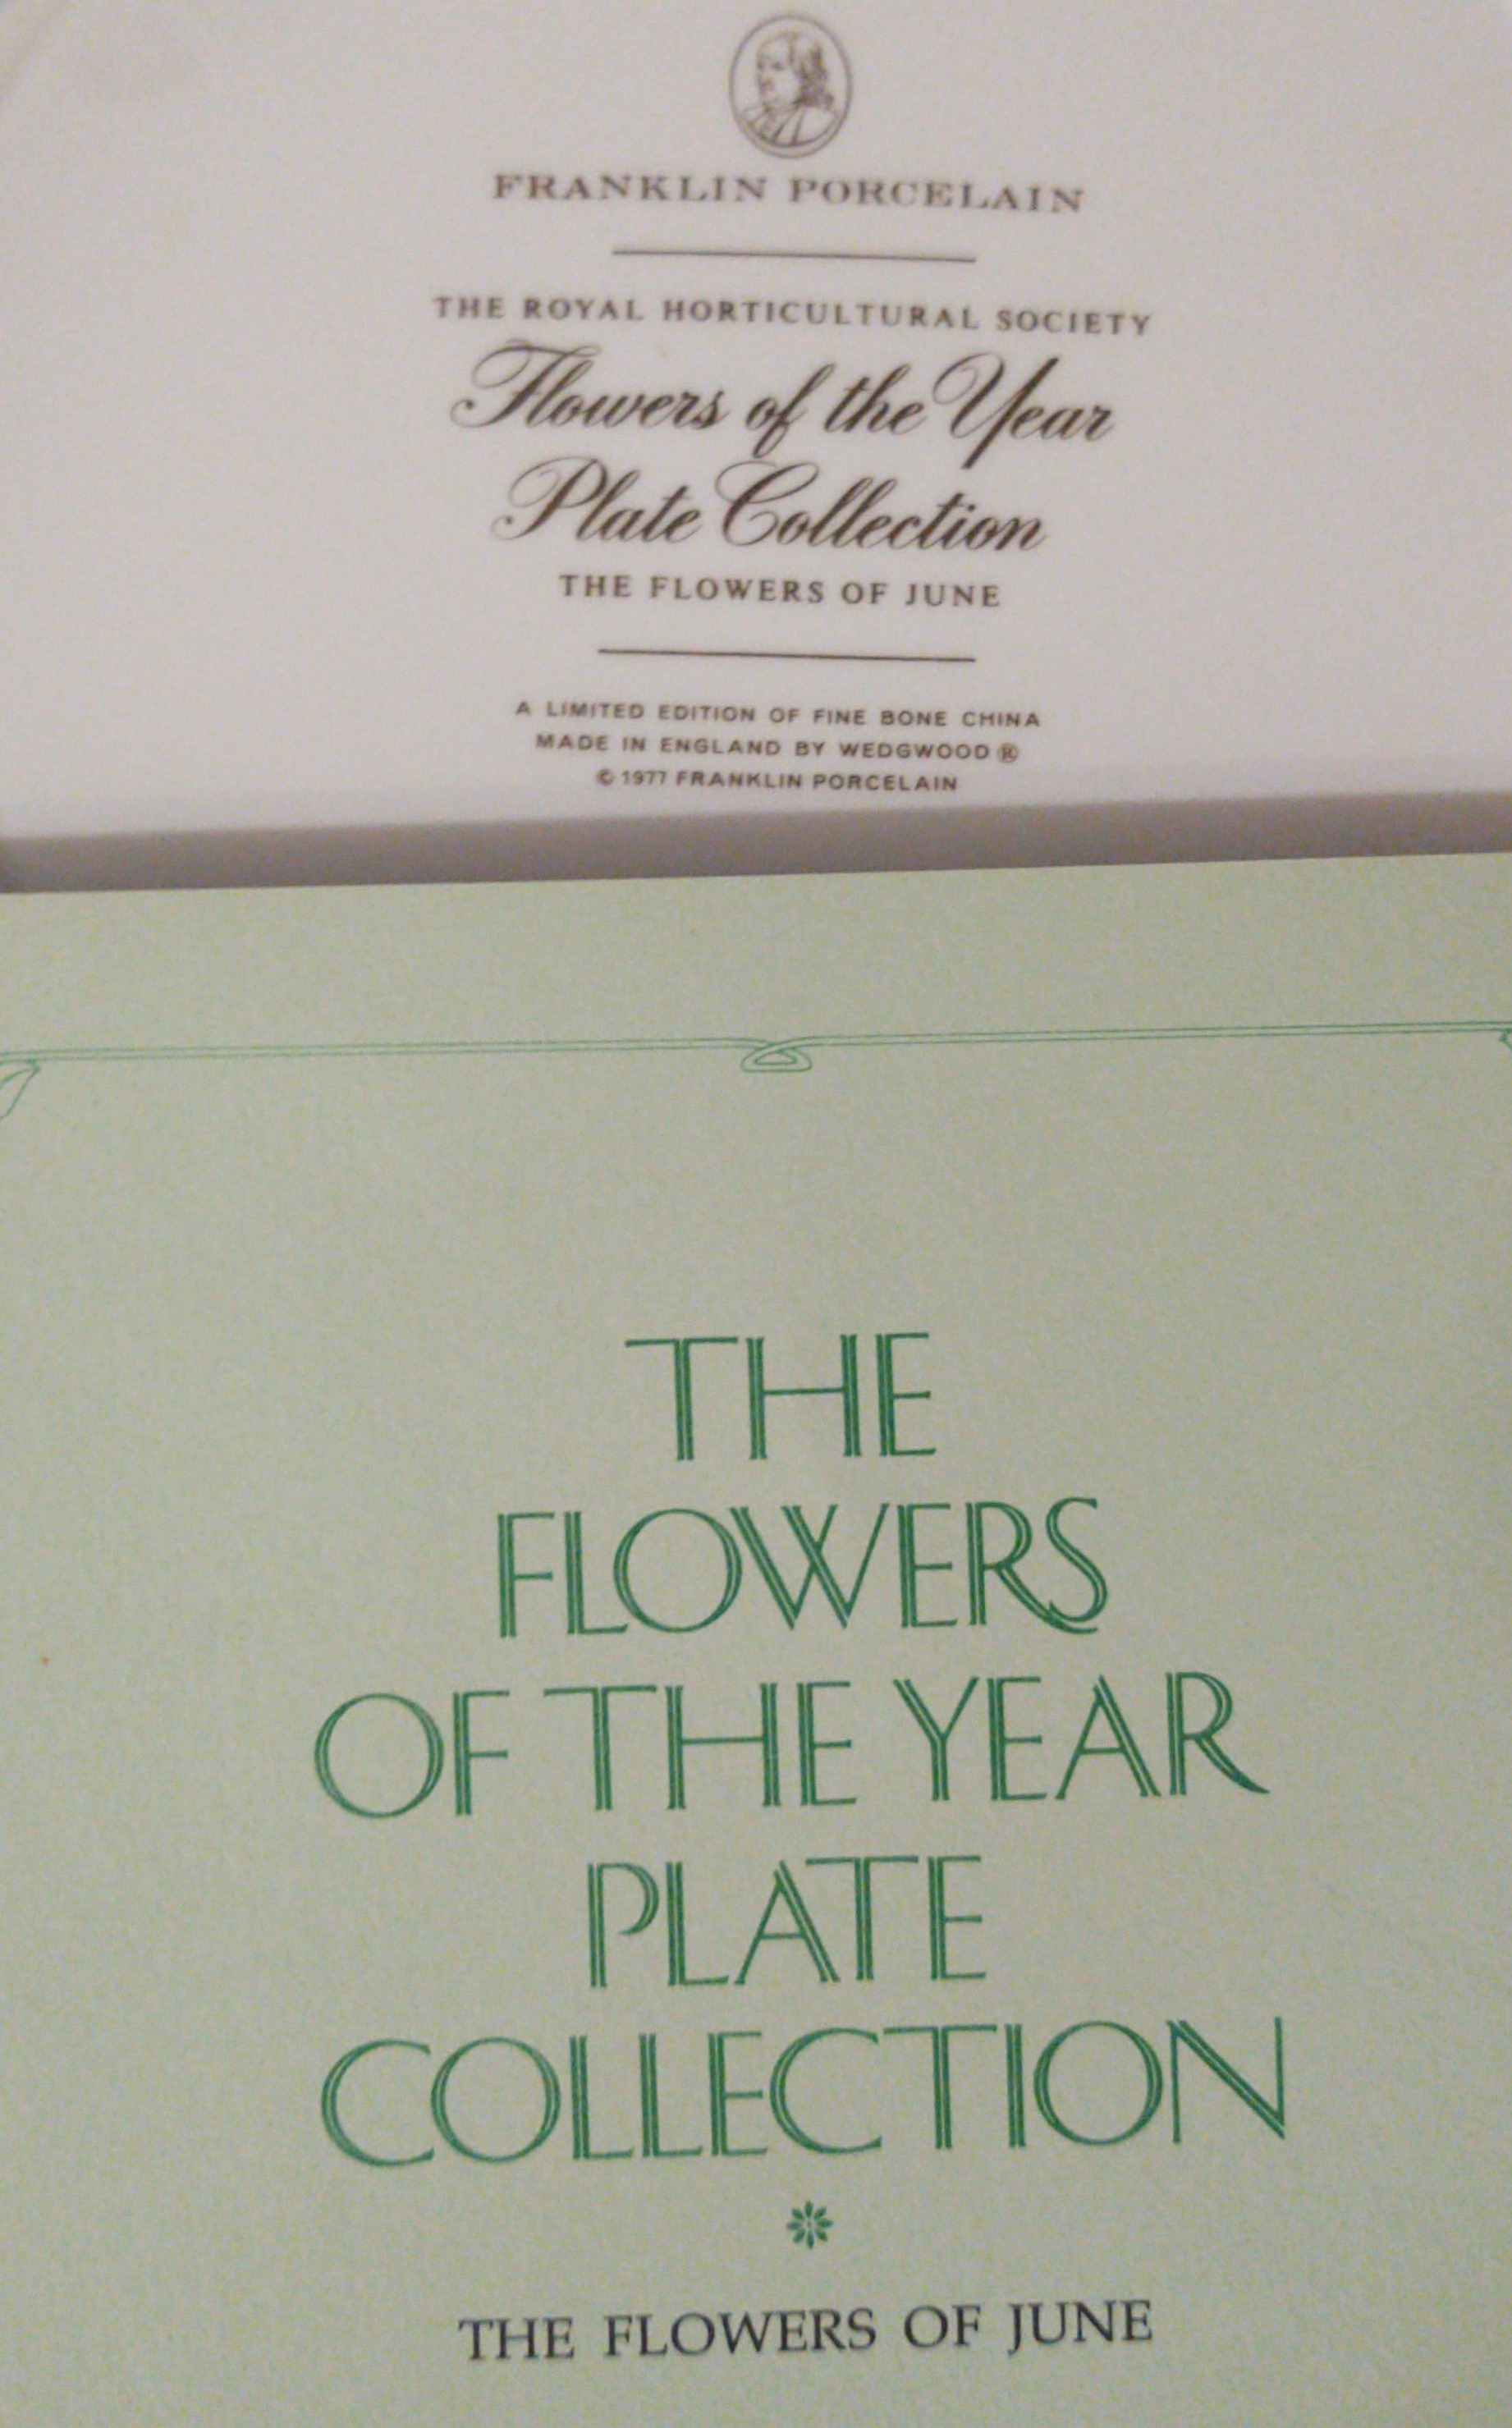 FRANKLIN PORCELAIN
THE ROYAL HORTICULTURAL SOCIETY
Flowers of the Year
Plate Collection
THE FLOWERS OF JUNE
A LIMITED EDITION OF FINE BONE CHINA
MADE IN ENGLAND BY WEDGWOOD ®
© 1977 FRANKLIN PORCELAIN
THE
FLOWERS
OF THE YEAR
PLATE
COLLECTION
THE FLOWERS OF JUNE